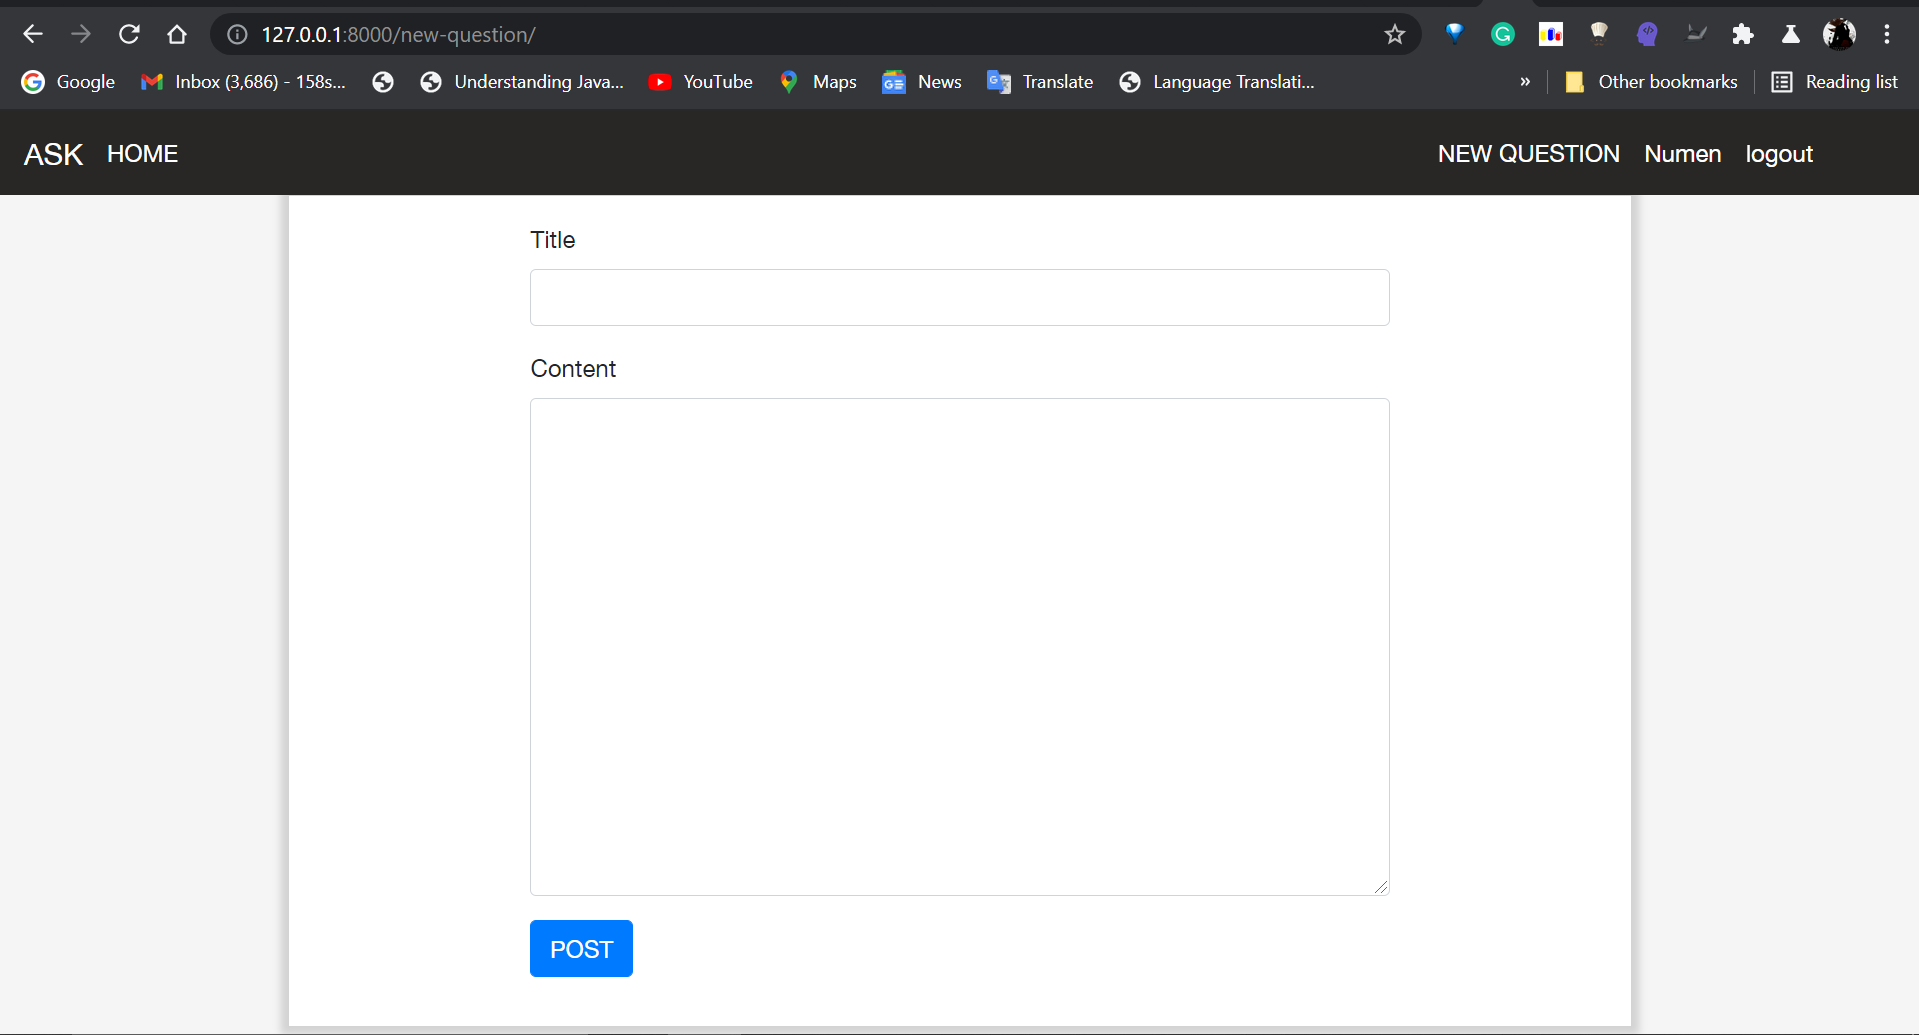 127.0.0.1:8000/new-question/
Google Inbox (3,686) - 158s... Understanding Java... YouTube Maps News Translate Language Translati... » Other bookmarks Reading list
ASK HOME NEW QUESTION Numen logout
Title
Content
POST